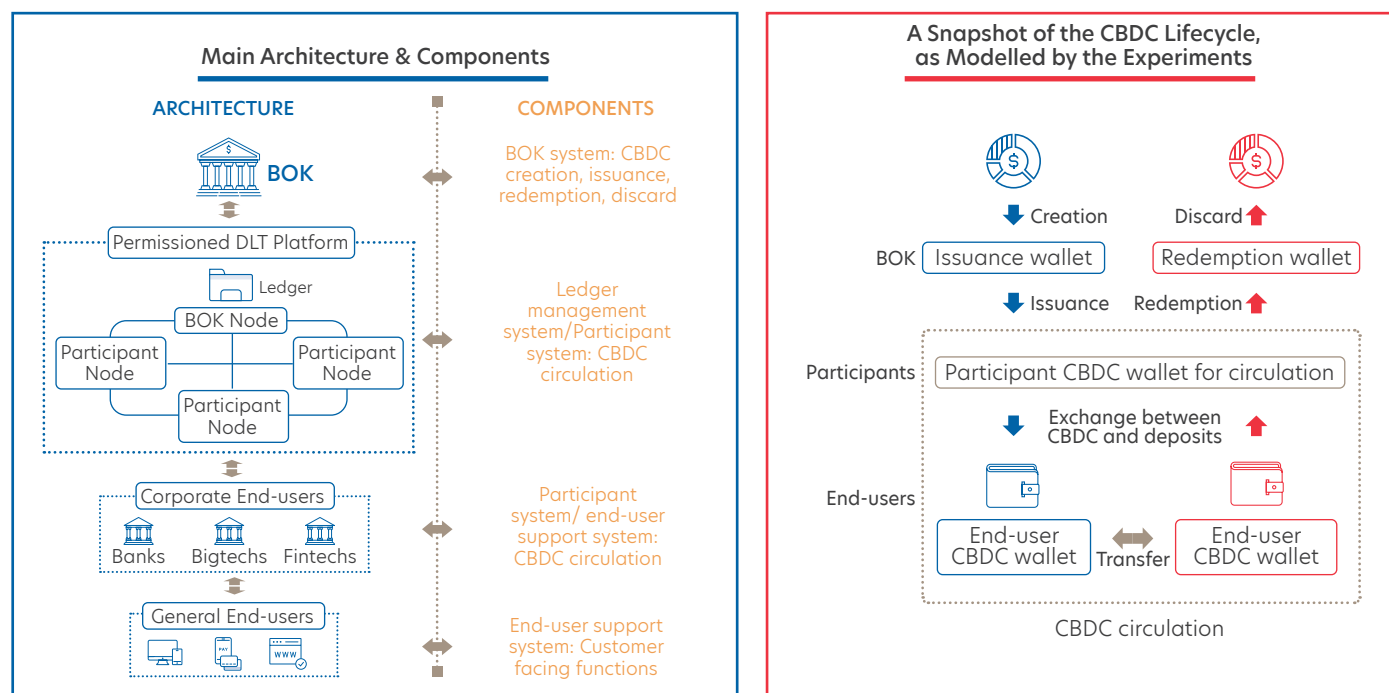 Main Architecture & Components
ARCHITECTURE
COMPONENTS
$
BOK
BOK system: CBDC
creation, issuance,
redemption, discard
Permissioned DLT Platform
Ledger
BOK Node
Participant
Node
Participant
Node
Participant
Node
Ledger
management
system/Participant
system: CBDC
circulation
Corporate End-users
Banks
Bigtechs
Fintechs
Participant
system/ end-user
support system:
CBDC circulation
General End-users
PAY
WWW
End-user support
system: Customer
facing functions
A Snapshot of the CBDC Lifecycle,
as Modelled by the Experiments
$
$
Creation
Discard
BOK
Issuance wallet
Redemption wallet
Issuance
Redemption
Participants
Participant CBDC wallet for circulation
Exchange between
CBDC and deposits
End-users
End-user
CBDC wallet
Transfer
End-user
CBDC wallet
CBDC circulation